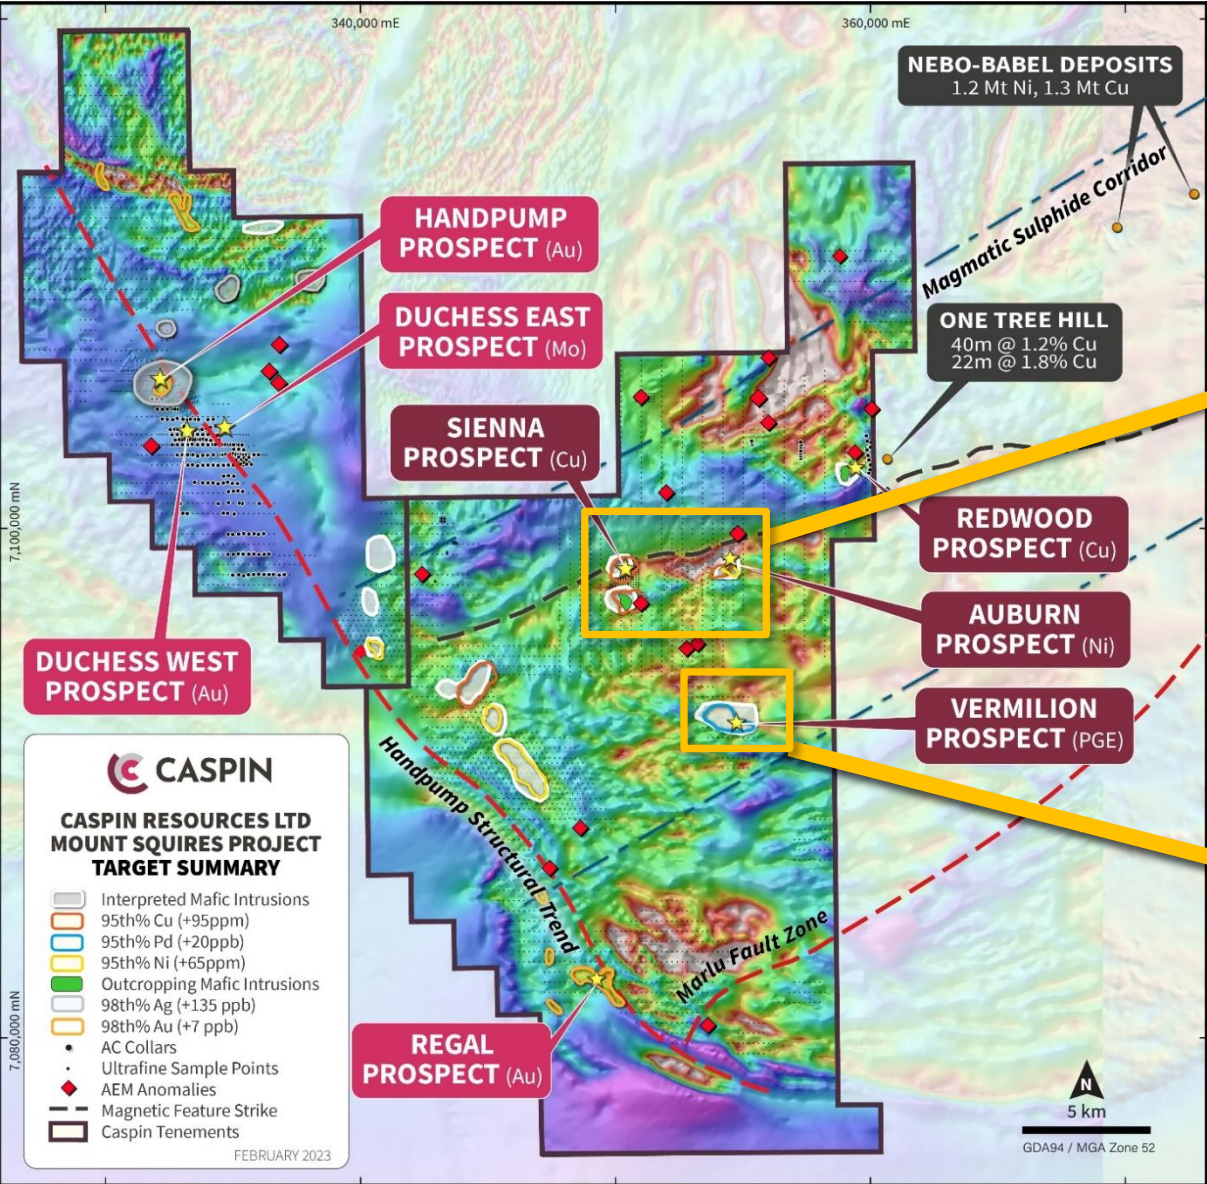 340,000 mE
360,000 mE
NEBO-BABEL DEPOSITS
1.2 Mt Ni, 1.3 Mt Cu
Magmatic Sulphide Corridor
HANDPUMP
PROSPECT (Au)
DUCHESS EAST
PROSPECT (Mo)
ONE TREE HILL
40m @ 1.2% Cu
22m @ 1.8% Cu
SIENNA
PROSPECT (Cu)
7,100,000 mN
REDWOOD
PROSPECT (Cu)
AUBURN
PROSPECT (Ni)
DUCHESS WEST
PROSPECT (Au)
VERMILION
PROSPECT (PGE)
Handpump Structural Trend
Marlu Fault Zone
CASPIN
CASPIN RESOURCES LTD
MOUNT SQUIRES PROJECT
TARGET SUMMARY
Interpreted Mafic Intrusions
95th% Cu (+95ppm)
95th% Pd (+20ppb)
95th% Ni (+65ppm)
Outcropping Mafic Intrusions
98th% Ag (+135 ppb)
98th% Au (+7 ppb)
AC Collars
Ultrafine Sample Points
AEM Anomalies
Magnetic Feature Strike
Caspin Tenements
FEBRUARY 2023
7,080,000 mN
REGAL
PROSPECT (Au)
N
5 km
GDA94 / MGA Zone 52